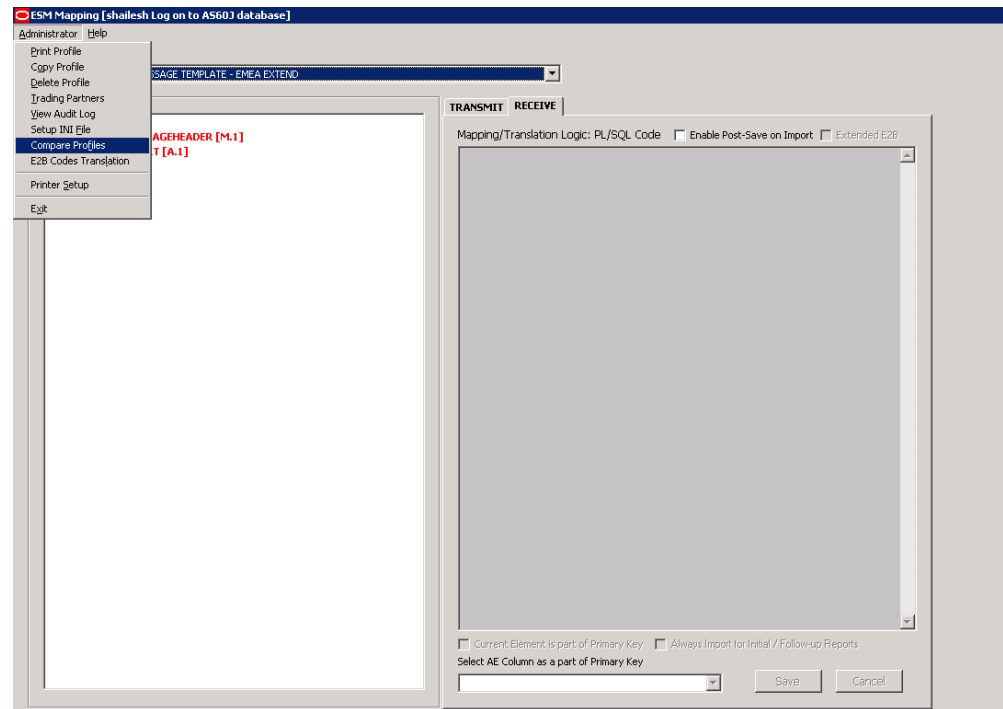 ESM Mapping [shailesh Log on to AS60J database]
Administrator Help
Print Profile
Copy Profile
Delete Profile
Trading Partners
View Audit Log
Setup INI File
Compare Profiles
E2B Codes Translation
Printer Setup
Exit
SSAGE TEMPLATE - EMEA EXTEND
AGEHEADER [M.1]
T [A.1]
TRANSMIT RECEIVE
Mapping/Translation Logic: PL/SQL Code Enable Post-Save on Import Extended E2B
Current Element is part of Primary Key Always Import for Initial / Follow-up Reports
Select AE Column as a part of Primary Key
Save Cancel